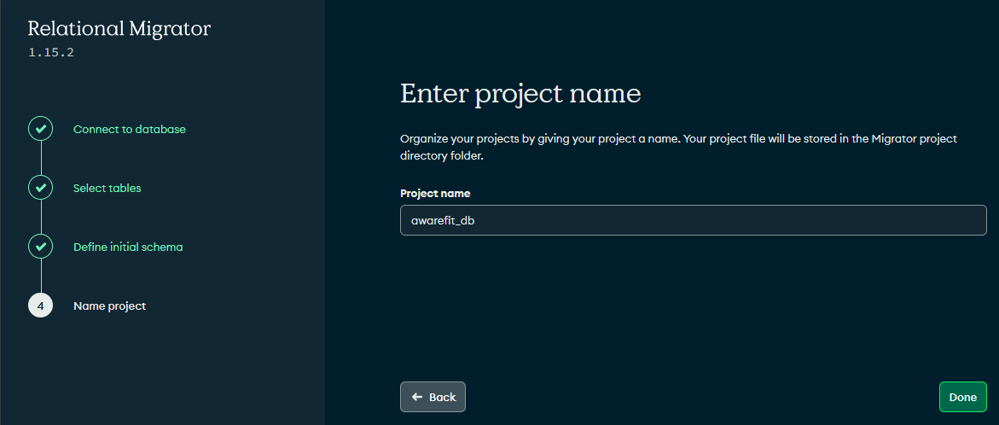 Relational Migrator
1.15.2
Connect to database
Select tables
Define initial schema
4
Name project
Enter project name
Organize your projects by giving your project a name. Your project file will be stored in the Migrator project
directory folder.
Project name
awarefit_db
Back
Done